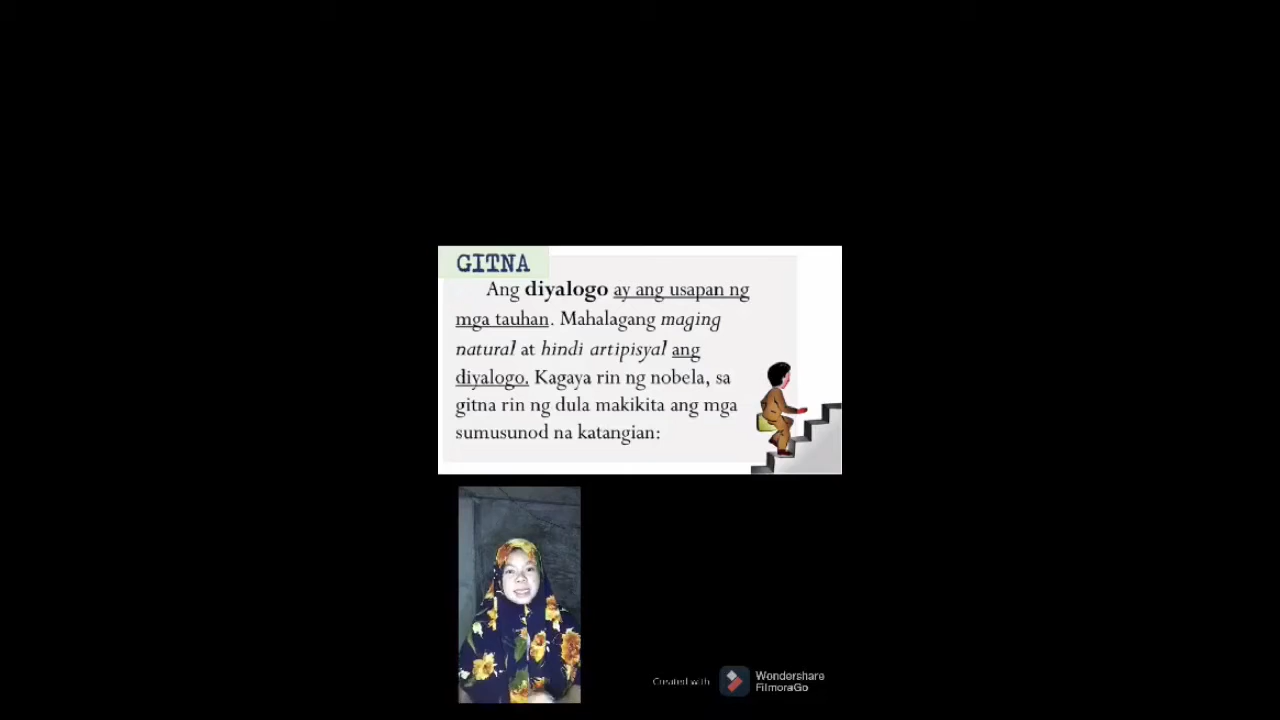 GITNA
Ang diyalogo ay ang usapan ng
mga tauhan. Mahalagang maging
natural at hindi artipisyal ang
diyalogo. Kagaya rin ng nobela, sa
gitna rin ng dula makikita ang mga
sumusunod na katangian:
Created with
Wondershare
FilmoraGo